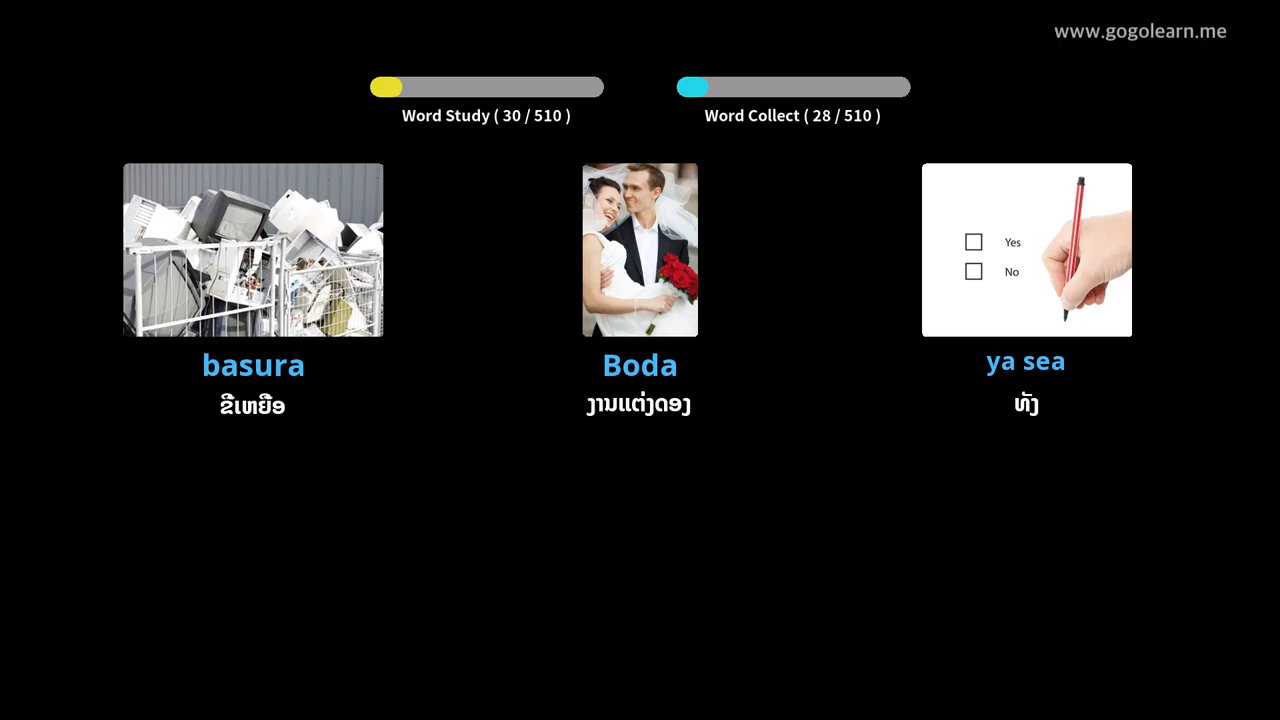 www.gogolearn.me
Word Study ( 30 / 510 )
Word Collect ( 28 / 510 )
Yes
No
basura
Boda
ya sea
ຂີ້ເຫຍື້ອ
ງານແຕ່ງດອງ
ທັງ